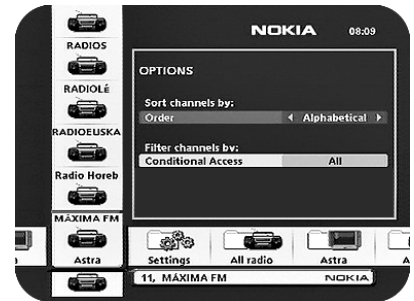 NOKIA 08:09
RADIOS
RADIOLÉ
RADIOEUSKA
Radio Horeb
MÁXIMA FM
Astra
OPTIONS
Sort channels by:
Order Alphabetical
Filter channels by:
Conditional Access All
Settings All radio Astra
11, MÁXIMA FM NOKIA